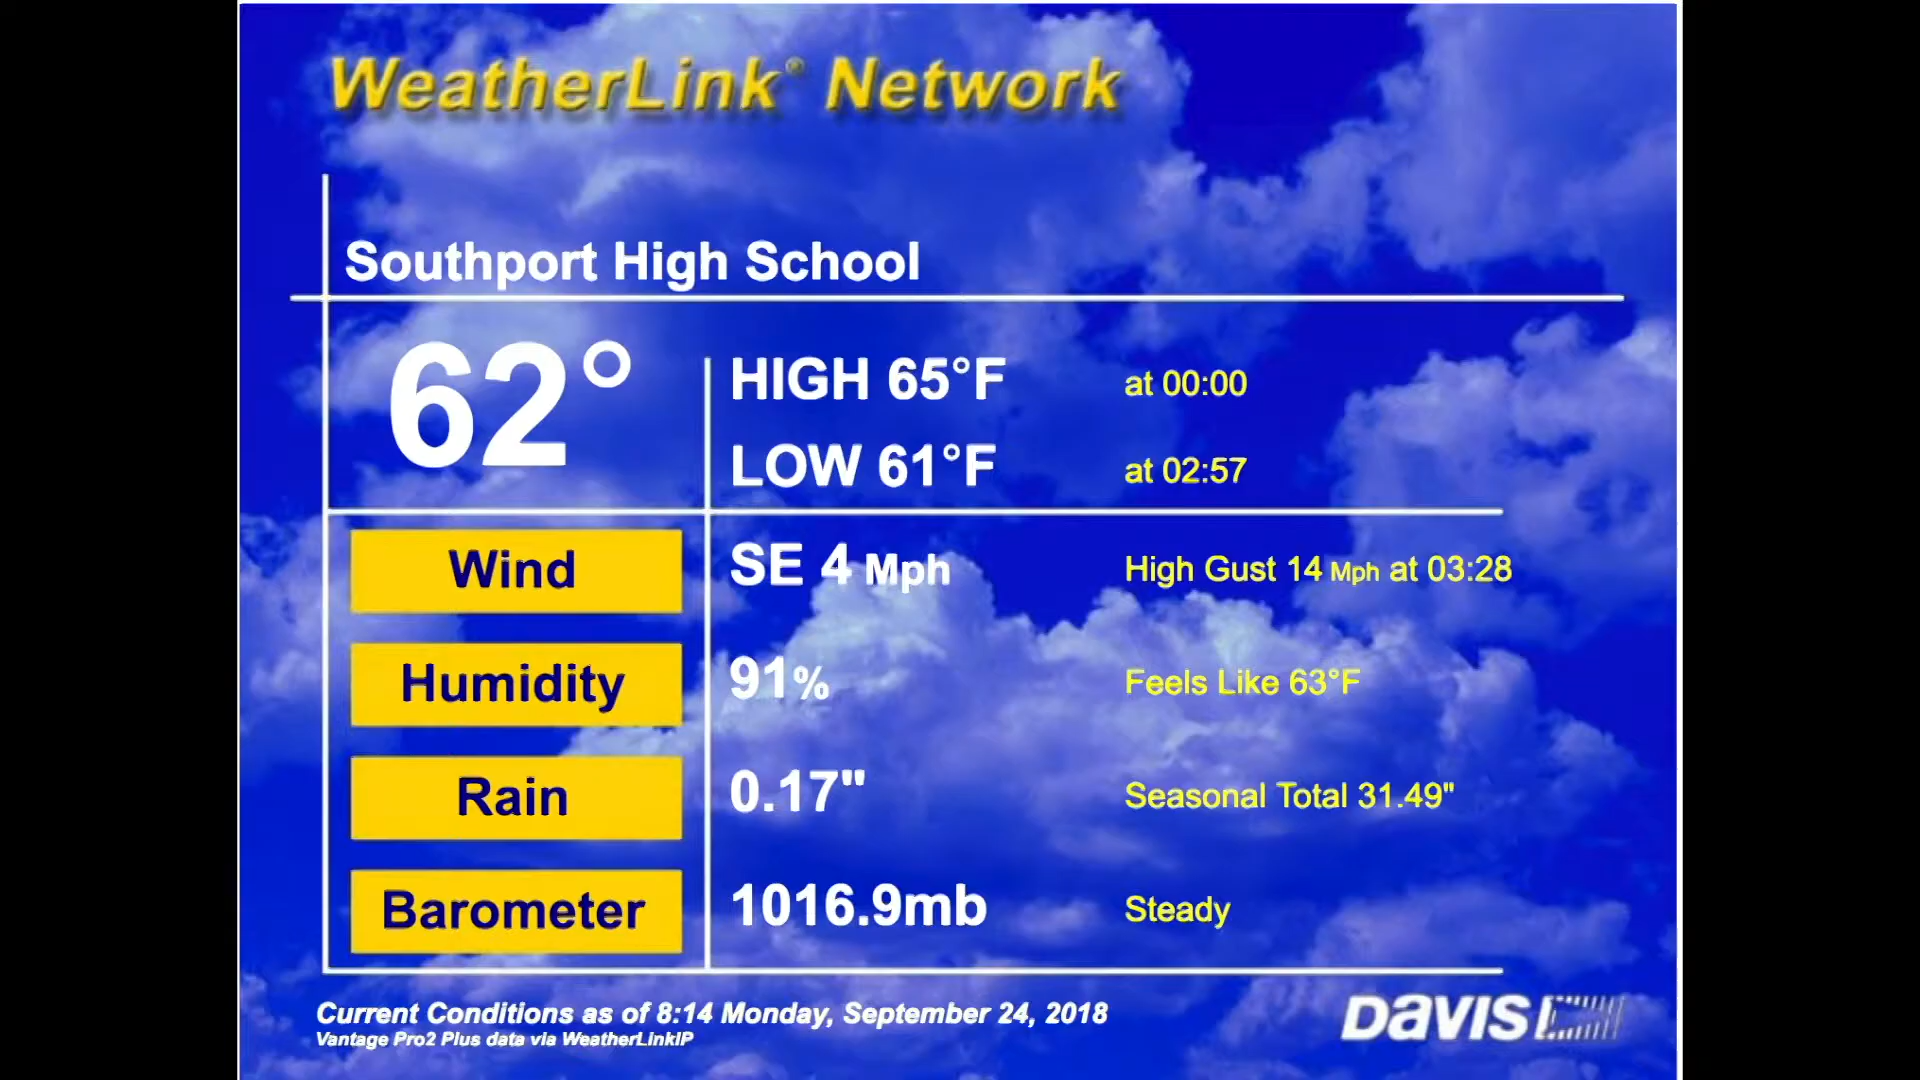 WeatherLink® Network
Southport High School
62°
HIGH 65°F at 00:00
LOW 61°F at 02:57
Wind SE 4 Mph High Gust 14 Mph at 03:28
Humidity 91% Feels Like 63°F
Rain 0.17" Seasonal Total 31.49"
Barometer 1016.9mb Steady
Current Conditions as of 8:14 Monday, September 24, 2018
Vantage Pro2 Plus data via WeatherLinkIP
DAVIS